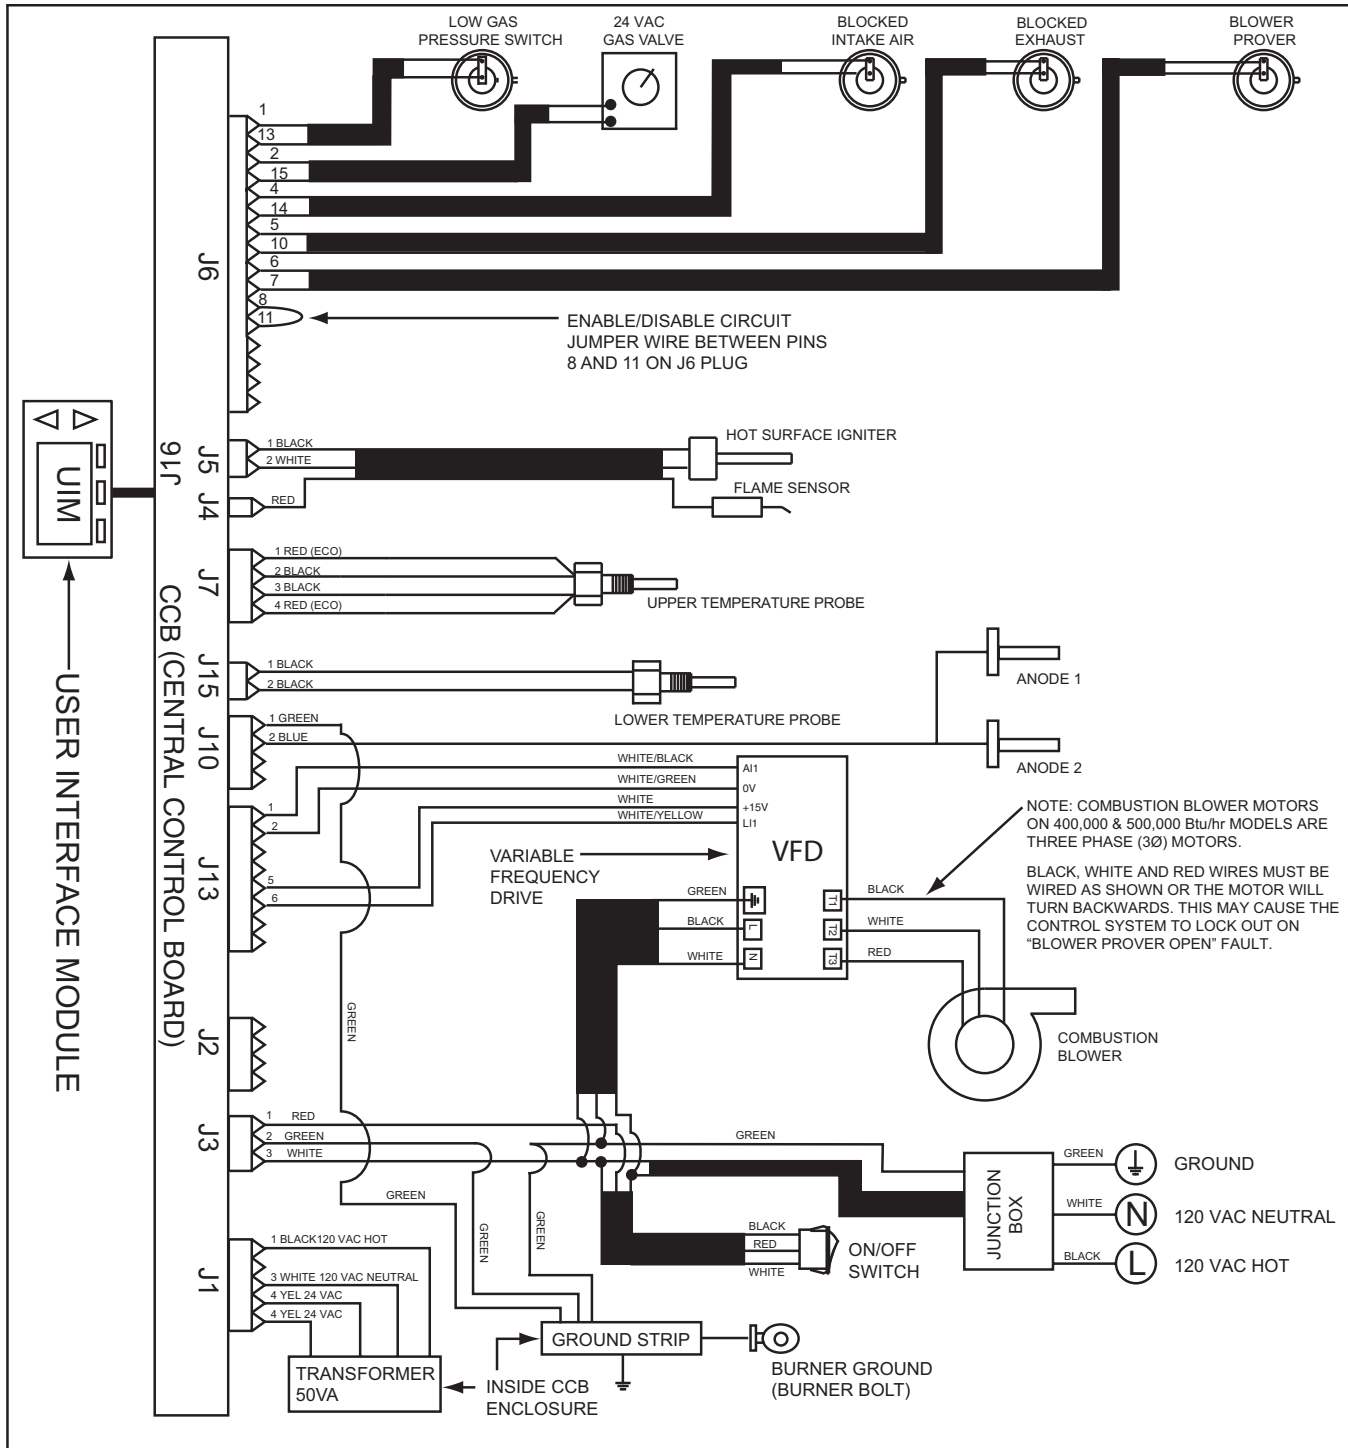 LOW GAS
PRESSURE SWITCH
24 VAC
GAS VALVE
BLOCKED
INTAKE AIR
BLOCKED
EXHAUST
BLOWER
PROVER
J6
1
13
2
15
4
14
5
10
6
7
8
11
ENABLE/DISABLE CIRCUIT
JUMPER WIRE BETWEEN PINS
8 AND 11 ON J6 PLUG
UIM
USER INTERFACE MODULE
J16
CCB (CENTRAL CONTROL BOARD)
J5
1 BLACK
2 WHITE
HOT SURFACE IGNITER
J4
RED
FLAME SENSOR
J7
1 RED (ECO)
2 BLACK
3 BLACK
4 RED (ECO)
UPPER TEMPERATURE PROBE
J15
1 BLACK
2 BLACK
LOWER TEMPERATURE PROBE
ANODE 1
ANODE 2
J10
1 GREEN
2 BLUE
GREEN
J13
1
2
5
6
WHITE/BLACK
WHITE/GREEN
WHITE
WHITE/YELLOW
AI1
0V
+15V
LI1
VFD
VARIABLE
FREQUENCY
DRIVE
GREEN
BLACK
WHITE
L
N
T1
T2
T3
BLACK
WHITE
RED
NOTE: COMBUSTION BLOWER MOTORS
ON 400,000 & 500,000 Btu/hr MODELS ARE
THREE PHASE (3Ø) MOTORS.
BLACK, WHITE AND RED WIRES MUST BE
WIRED AS SHOWN OR THE MOTOR WILL
TURN BACKWARDS. THIS MAY CAUSE THE
CONTROL SYSTEM TO LOCK OUT ON
“BLOWER PROVER OPEN” FAULT.
COMBUSTION
BLOWER
J2
J3
1 RED
2 GREEN
3 WHITE
GREEN
GREEN
GREEN
GREEN
JUNCTION
BOX
GREEN
GROUND
WHITE
N
120 VAC NEUTRAL
BLACK
L
120 VAC HOT
BLACK
RED
WHITE
ON/OFF
SWITCH
J1
1 BLACK120 VAC HOT
3 WHITE 120 VAC NEUTRAL
4 YEL 24 VAC
4 YEL 24 VAC
TRANSFORMER
50VA
INSIDE CCB
ENCLOSURE
GROUND STRIP
BURNER GROUND
(BURNER BOLT)